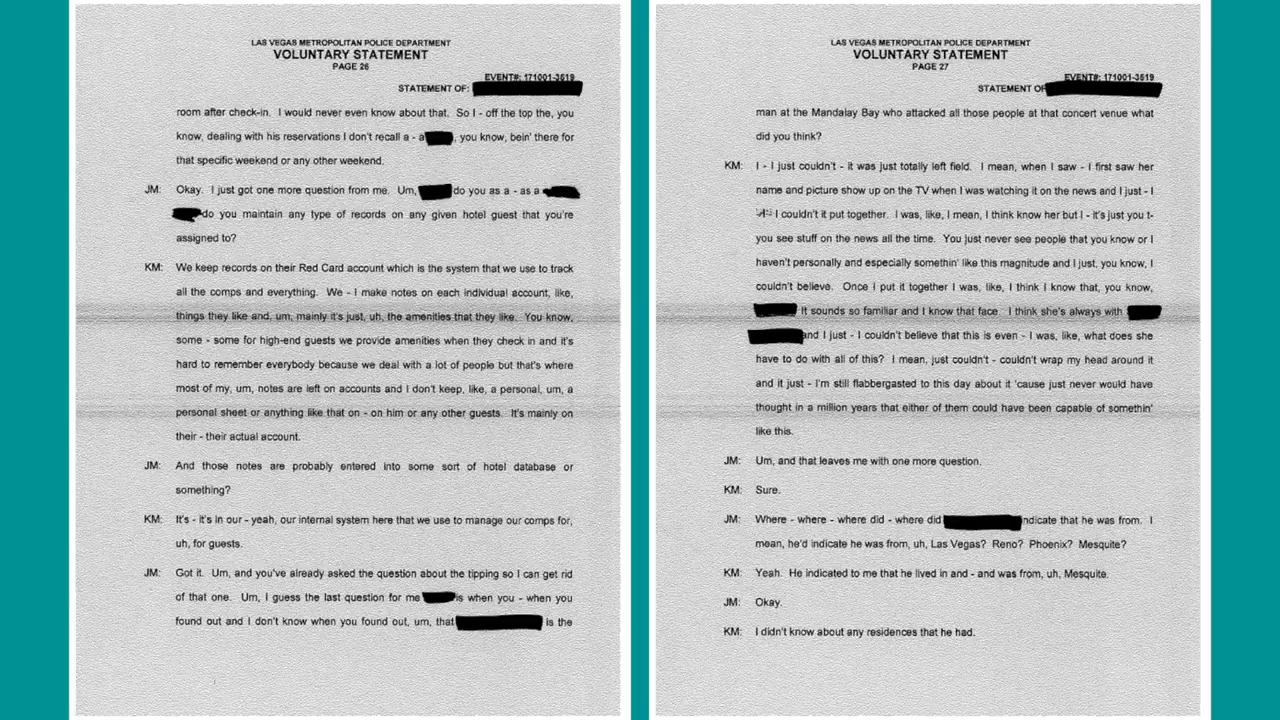 LAS VEGAS METROPOLITAN POLICE DEPARTMENT
VOLUNTARY STATEMENT
PAGE 26
EVENT#: 171001-3519
STATEMENT OF:
room after check-in. I would never even know about that. So I - off the top the, you
know, dealing with his reservations I don't recall a - a , you know, bein' there for
that specific weekend or any other weekend.
JM: Okay. I just got one more question from me. Um, do you as a - as a
do you maintain any type of records on any given hotel guest that you're
assigned to?
KM: We keep records on their Red Card account which is the system that we use to track
all the comps and everything. We - I make notes on each individual account, like,
things they like and, um, mainly it's just, uh, the amenities that they like. You know,
some - some for high-end guests we provide amenities when they check in and it's
hard to remember everybody because we deal with a lot of people but that's where
most of my, um, notes are left on accounts and I don't keep, like, a personal, um, a
personal sheet or anything like that on - on him or any other guests. It's mainly on
their - their actual account.
JM: And those notes are probably entered into some sort of hotel database or
something?
KM: It's - it's in our - yeah, our internal system here that we use to manage our comps for,
uh, for guests.
JM: Got it. Um, and you've already asked the question about the tipping so I can get rid
of that one. Um, I guess the last question for me is when you - when you
found out and I don't know when you found out, um, that is the
LAS VEGAS METROPOLITAN POLICE DEPARTMENT
VOLUNTARY STATEMENT
PAGE 27
EVENT#: 171001-3519
STATEMENT OF
man at the Mandalay Bay who attacked all those people at that concert venue what
did you think?
KM: I - I just couldn't - it was just totally left field. I mean, when I saw - I first saw her
name and picture show up on the TV when I was watching it on the news and I just - I
I couldn't it put together. I was, like, I mean, I think know her but I - it's just you t-
you see stuff on the news all the time. You just never see people that you know or I
haven't personally and especially somethin' like this magnitude and I just, you know, I
couldn't believe. Once I put it together I was, like, I think I know that, you know,
It sounds so familiar and I know that face. I think she's always with
and I just - I couldn't believe that this is even - I was, like, what does she
have to do with all of this? I mean, just couldn't - couldn't wrap my head around it
and it just - I'm still flabbergasted to this day about it 'cause just never would have
thought in a million years that either of them could have been capable of somethin'
like this.
JM: Um, and that leaves me with one more question.
KM: Sure.
JM: Where - where - where did - where did indicate that he was from. I
mean, he'd indicate he was from, uh, Las Vegas? Reno? Phoenix? Mesquite?
KM: Yeah. He indicated to me that he lived in and - and was from, uh, Mesquite.
JM: Okay.
KM: I didn't know about any residences that he had.